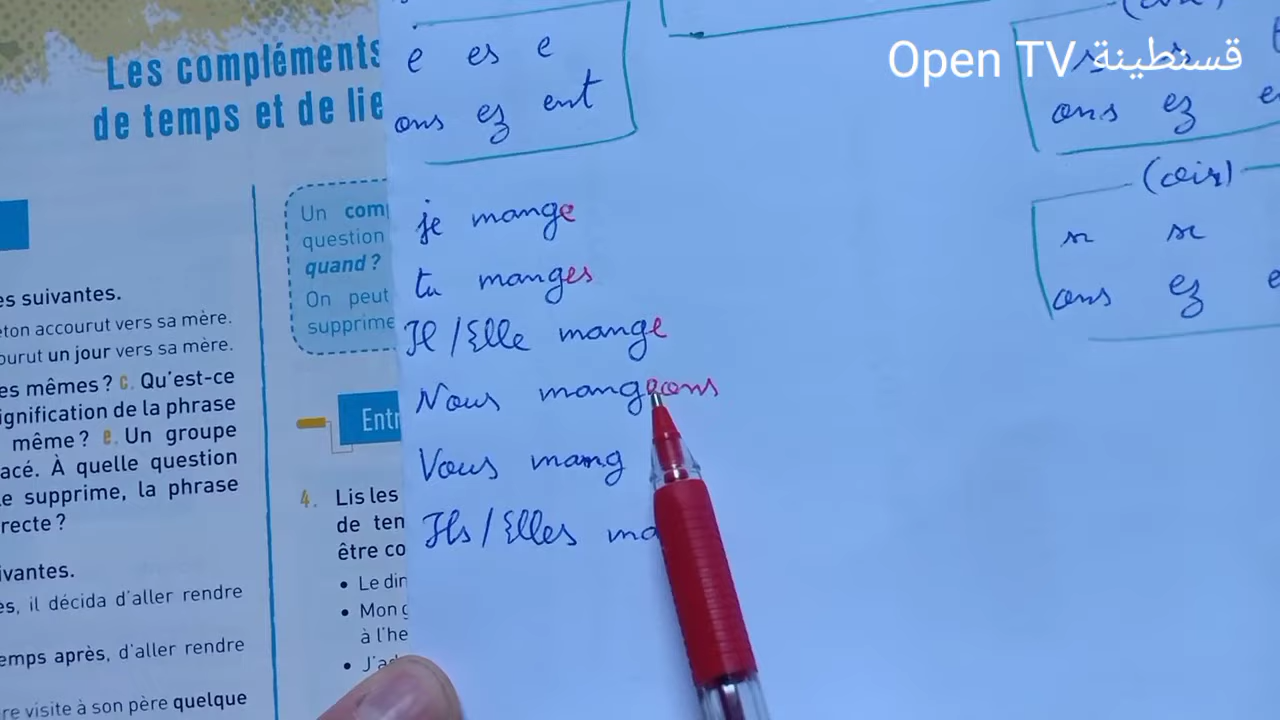 Open TV قسنطينة
Les compléments
de temps et de lie
es suivantes.
eton accourut vers sa mère.
ourut un jour vers sa mère.
es mêmes ? c. Qu'est-ce
ignification de la phrase
même ? e. Un groupe
acé. À quelle question
le supprime, la phrase
recte ?
ivantes.
es, il décida d'aller rendre
emps après, d'aller rendre
re visite à son père quelque
Un com
question
quand ?
On peut
supprime
Entr
4. Lis les
de ten
être co
• Le dir
• Mon g
à l'he
• J'ad
e es e
ons ez ent
je mange
tu manges
Il / Elle mange
Nous mangeons
Vous mang
Ils / Elles ma
ons ez e
(oir)
ons ez e